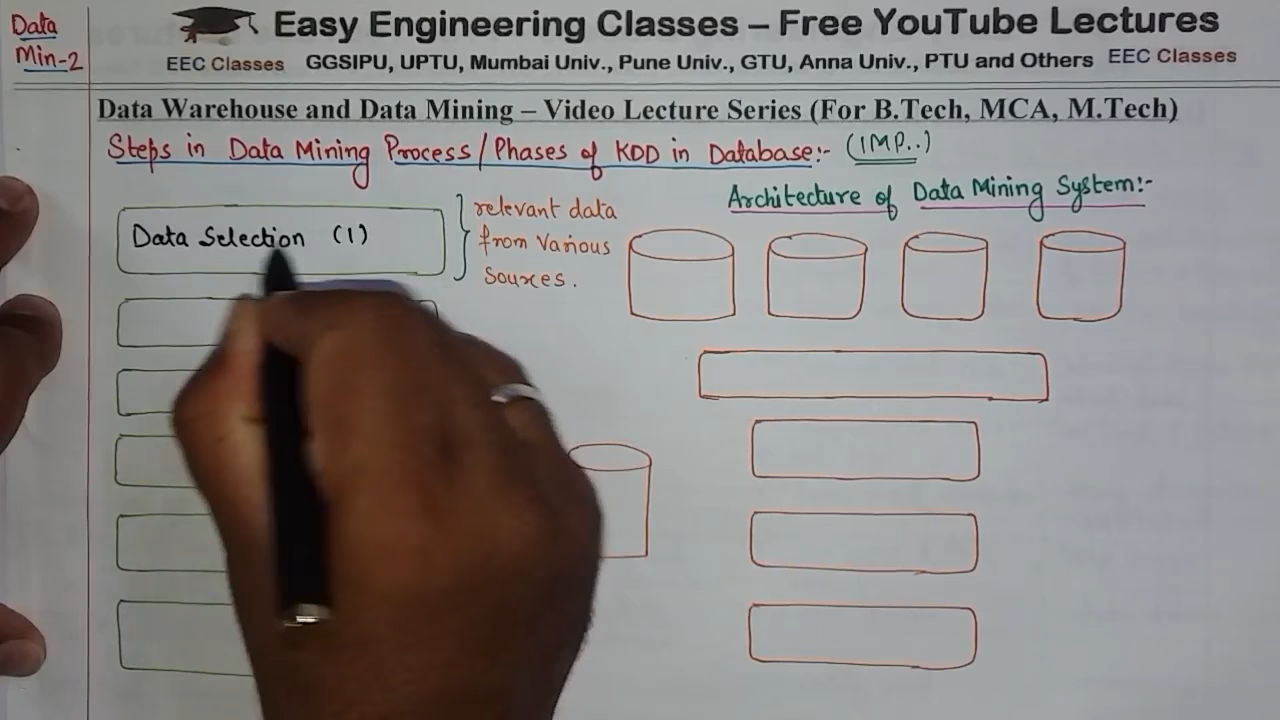 Data
Min-2
Easy Engineering Classes – Free YouTube Lectures
EEC Classes GGSIPU, UPTU, Mumbai Univ., Pune Univ., GTU, Anna Univ., PTU and Others EEC Classes
Data Warehouse and Data Mining – Video Lecture Series (For B.Tech, MCA, M.Tech)
Steps in Data Mining Process/Phases of KDD in Database:- (IMP..)
Architecture of Data Mining System:-
Data Selection (1)
relevant data
from various
sources.